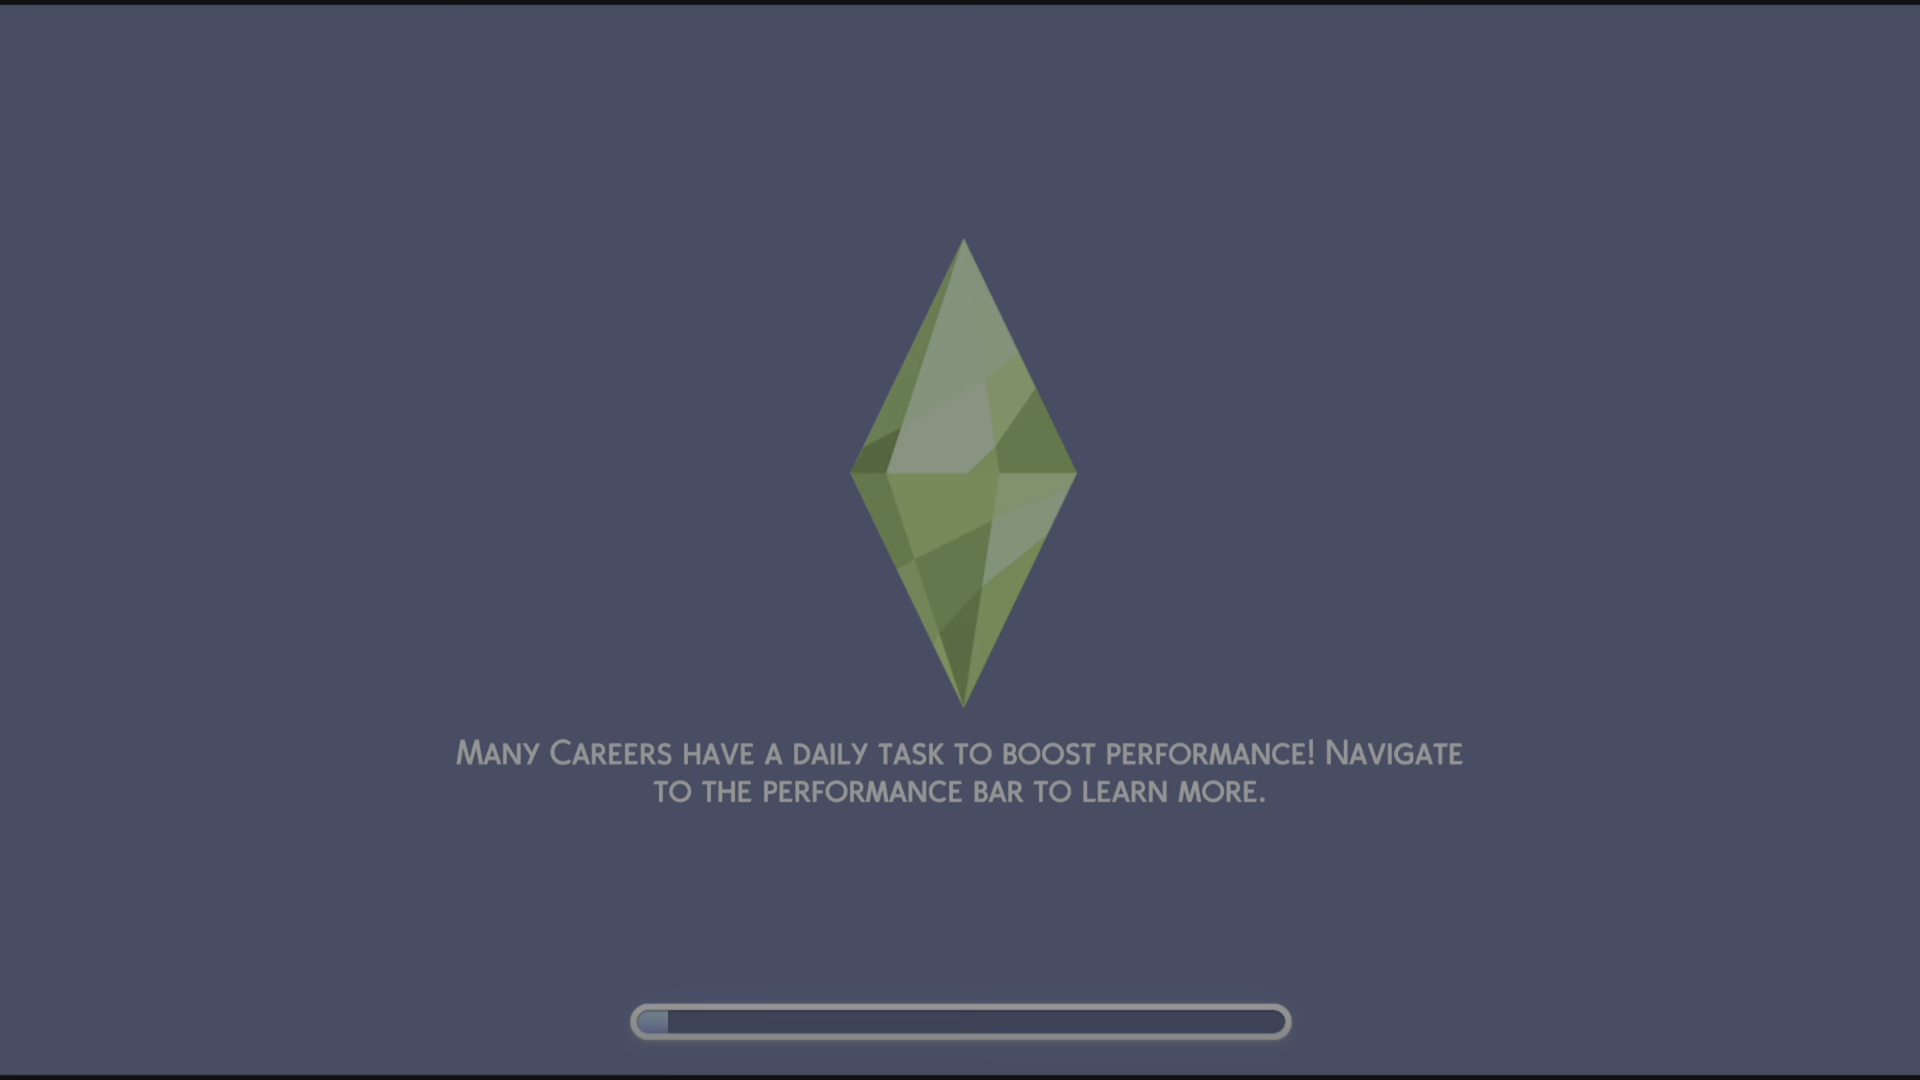 Many Careers have a daily task to boost performance! Navigate
to the performance bar to learn more.